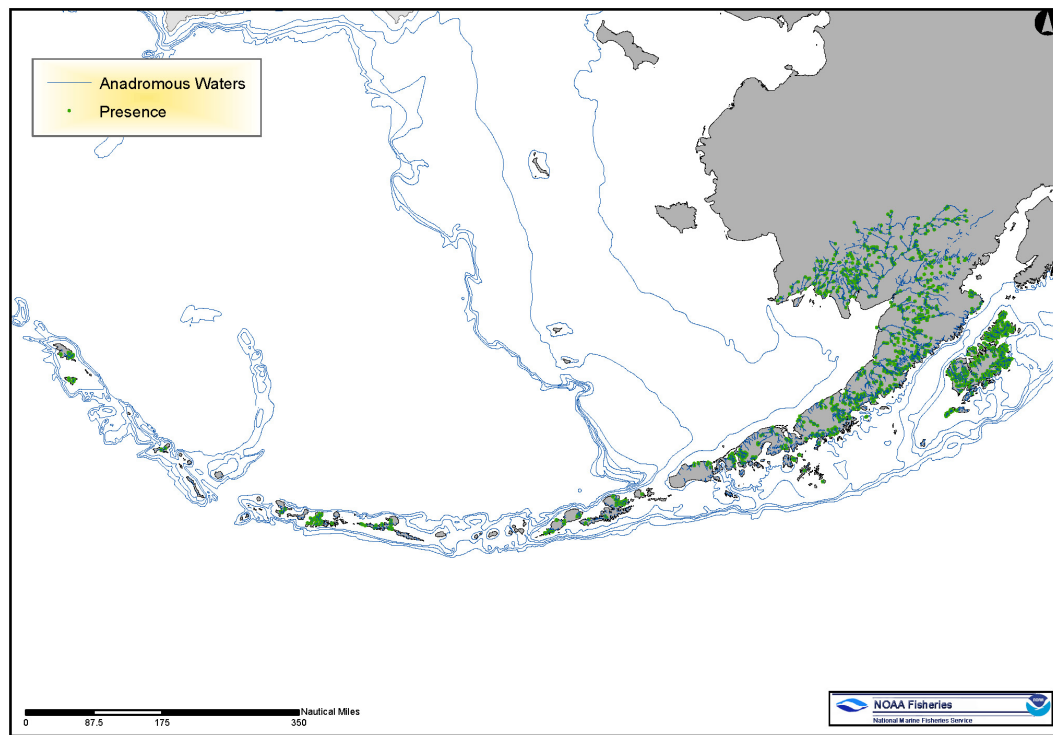 Anadromous Waters
Presence
Nautical Miles
0 87.5 175 350
NOAA Fisheries
National Marine Fisheries Service